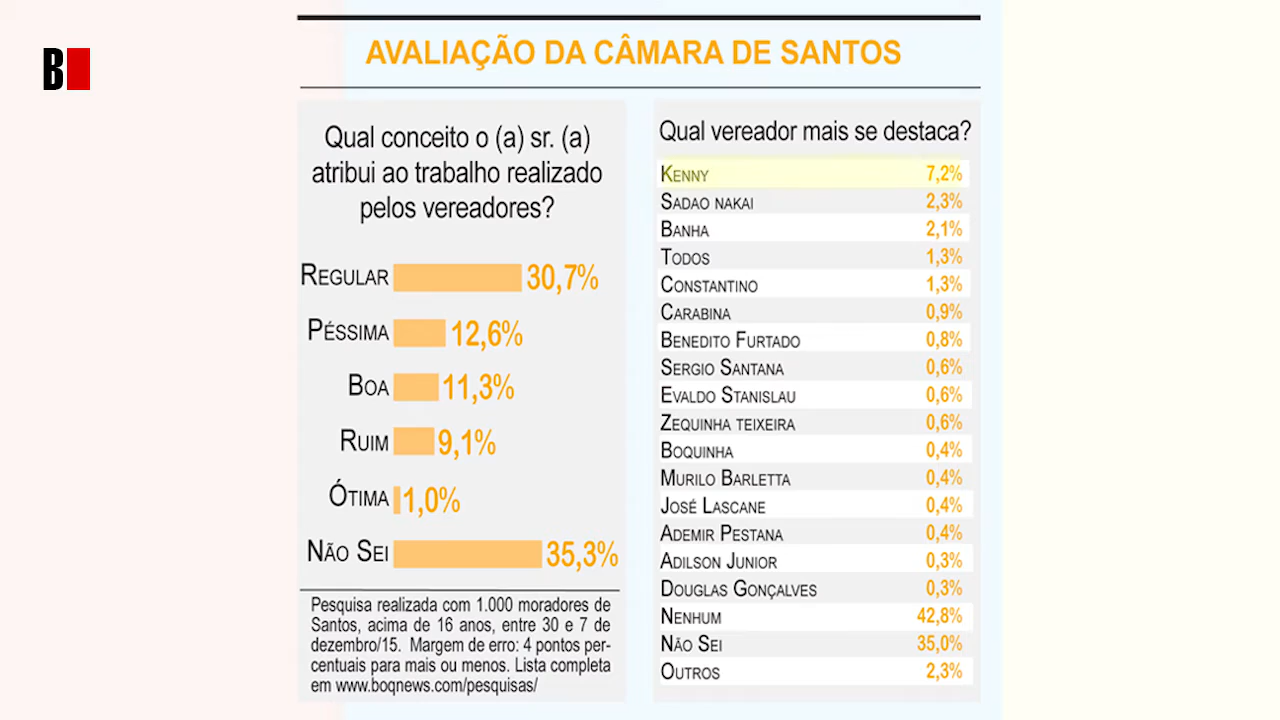 B
AVALIAÇÃO DA CÂMARA DE SANTOS
Qual conceito o (a) sr. (a)
atribui ao trabalho realizado
pelos vereadores?
REGULAR 30,7%
PÉSSIMA 12,6%
BOA 11,3%
RUIM 9,1%
ÓTIMA 1,0%
NÃO SEI 35,3%
Pesquisa realizada com 1.000 moradores de
Santos, acima de 16 anos, entre 30 e 7 de
dezembro/15. Margem de erro: 4 pontos per-
centuais para mais ou menos. Lista completa
em www.boqnews.com/pesquisas/
Qual vereador mais se destaca?
KENNY 7,2%
SADAO NAKAI 2,3%
BANHA 2,1%
TODOS 1,3%
CONSTANTINO 1,3%
CARABINA 0,9%
BENEDITO FURTADO 0,8%
SERGIO SANTANA 0,6%
EVALDO STANISLAU 0,6%
ZEQUINHA TEIXEIRA 0,6%
BOQUINHA 0,4%
MURILO BARLETTA 0,4%
JOSÉ LASCANE 0,4%
ADEMIR PESTANA 0,4%
ADILSON JUNIOR 0,3%
DOUGLAS GONÇALVES 0,3%
NENHUM 42,8%
NÃO SEI 35,0%
OUTROS 2,3%